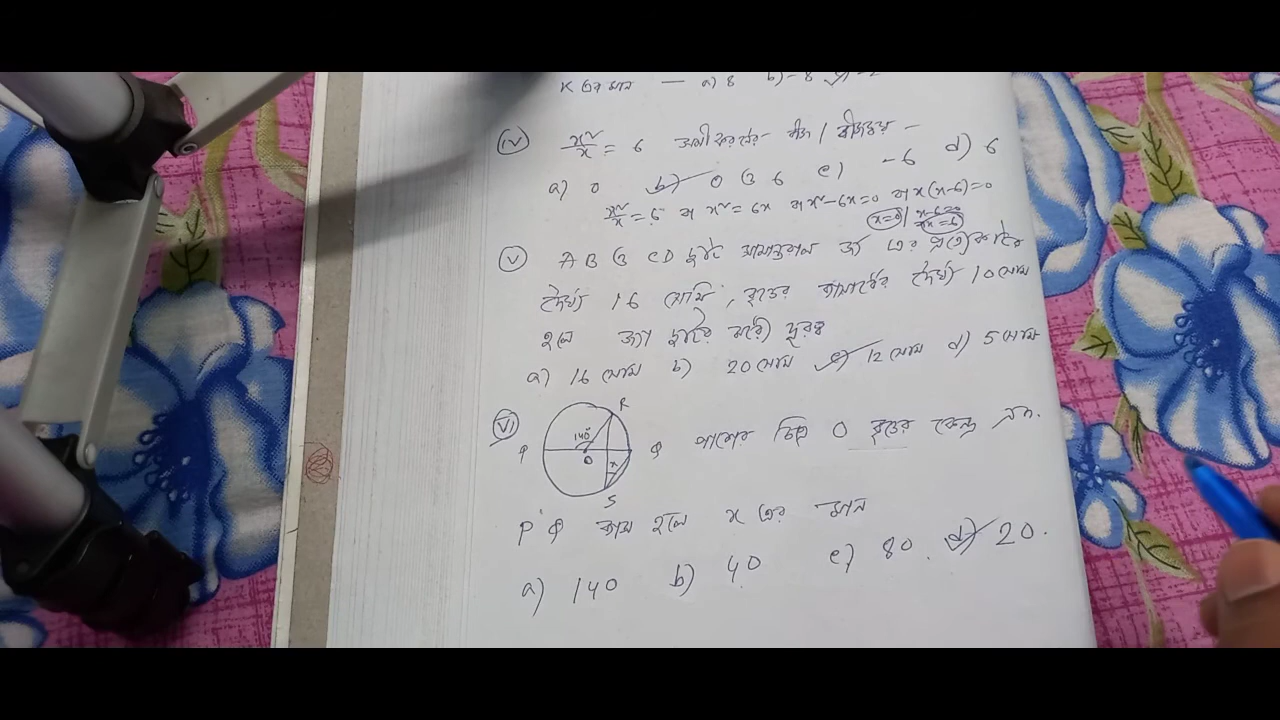 K এর মান — a) 8 b) -8
(iv) x²/x = 6 সমীকরণের বীজ / বীজদ্বয় —
a) 0 b) 0 ও 6 c) -6 d) 6
x²/x = 6 বা x² = 6x বা x² - 6x = 0 বা x(x-6) = 0
x=0 | x-6=0
x=6
(v) AB ও CD দুটি সমান্তরাল জ্যা এর প্রত্যেকটির
দৈর্ঘ্য 16 সেমি, বৃত্তের ব্যাসার্ধের দৈর্ঘ্য 10 সেমি
হলে জ্যা দুটির মধ্যে দূরত্ব
a) 16 সেমি b) 20 সেমি c) 12 সেমি d) 5 সেমি
(vi) P R 140° O x Q S পাশের চিত্রে O বৃত্তের কেন্দ্র
PQ ব্যাস হলে x এর মান
a) 140 b) 40 c) 80. d) 20.